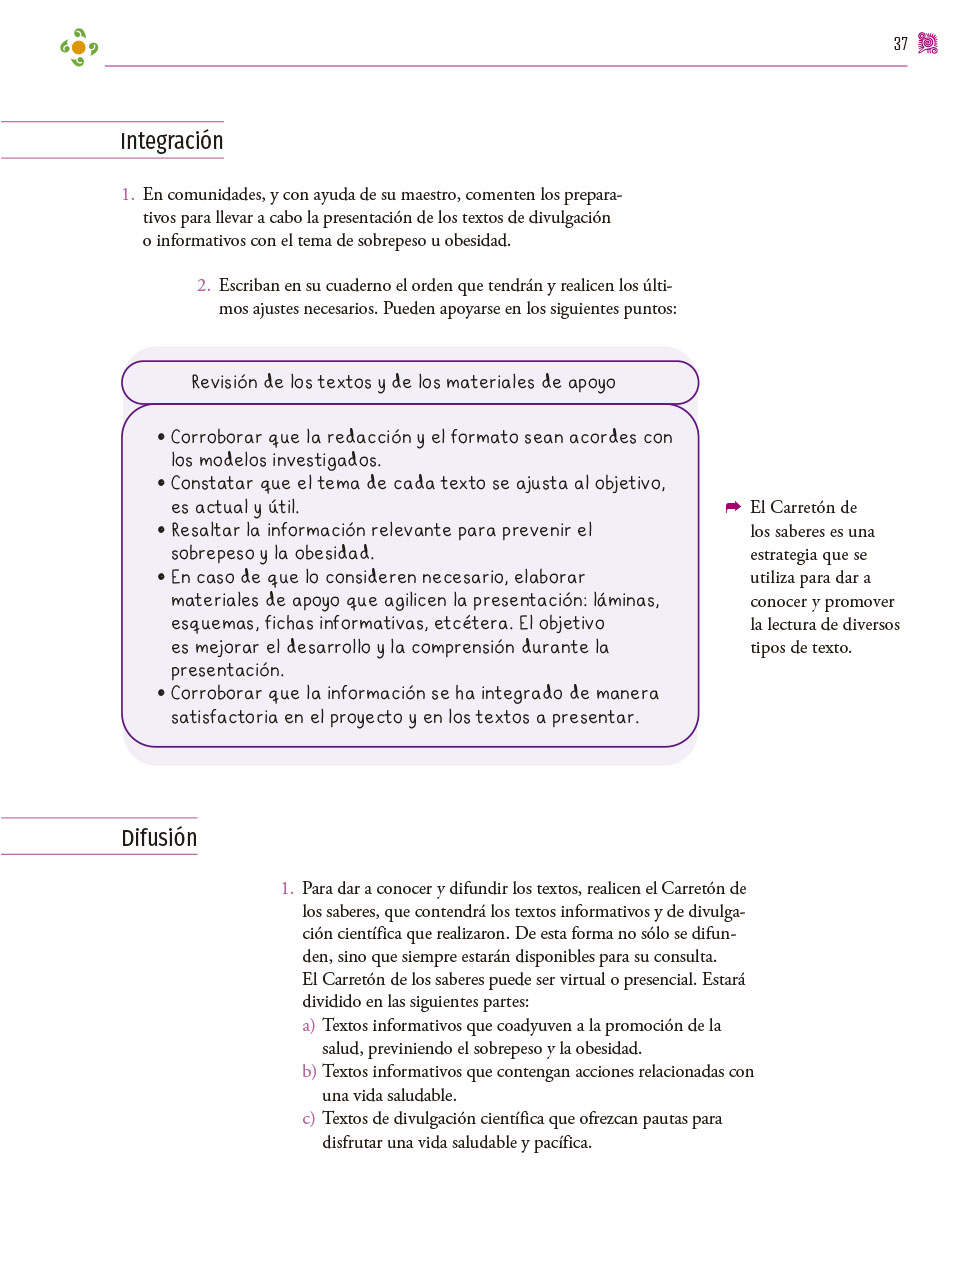 37
Integración
1. En comunidades, y con ayuda de su maestro, comenten los prepara-
tivos para llevar a cabo la presentación de los textos de divulgación
o informativos con el tema de sobrepeso u obesidad.
2. Escriban en su cuaderno el orden que tendrán y realicen los últi-
mos ajustes necesarios. Pueden apoyarse en los siguientes puntos:
Revisión de los textos y de los materiales de apoyo
• Corroborar que la redacción y el formato sean acordes con
los modelos investigados.
• Constatar que el tema de cada texto se ajusta al objetivo,
es actual y útil.
• Resaltar la información relevante para prevenir el
sobrepeso y la obesidad.
• En caso de que lo consideren necesario, elaborar
materiales de apoyo que agilicen la presentación: láminas,
esquemas, fichas informativas, etcétera. El objetivo
es mejorar el desarrollo y la comprensión durante la
presentación.
• Corroborar que la información se ha integrado de manera
satisfactoria en el proyecto y en los textos a presentar.
El Carretón de
los saberes es una
estrategia que se
utiliza para dar a
conocer y promover
la lectura de diversos
tipos de texto.
Difusión
1. Para dar a conocer y difundir los textos, realicen el Carretón de
los saberes, que contendrá los textos informativos y de divulga-
ción científica que realizaron. De esta forma no sólo se difun-
den, sino que siempre estarán disponibles para su consulta.
El Carretón de los saberes puede ser virtual o presencial. Estará
dividido en las siguientes partes:
a) Textos informativos que coadyuven a la promoción de la
salud, previniendo el sobrepeso y la obesidad.
b) Textos informativos que contengan acciones relacionadas con
una vida saludable.
c) Textos de divulgación científica que ofrezcan pautas para
disfrutar una vida saludable y pacífica.